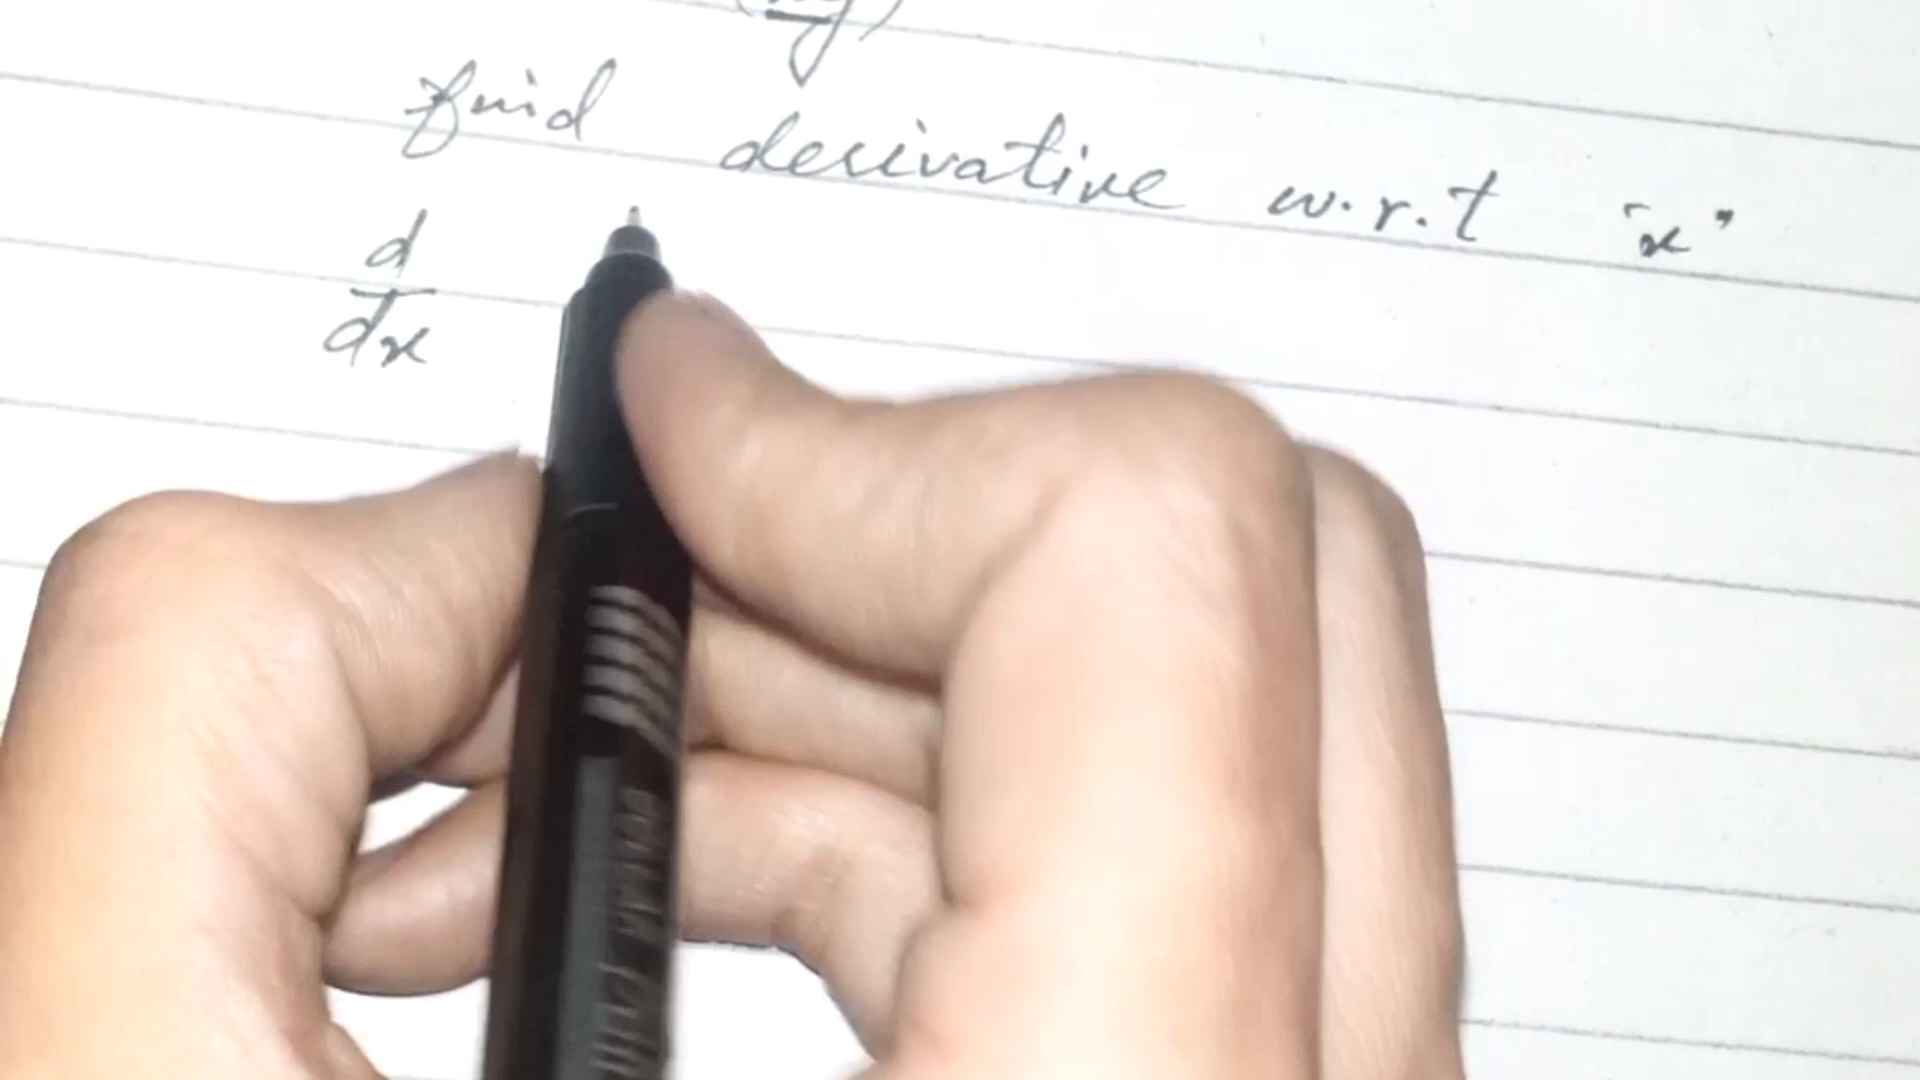 find derivative w.r.t "x"
d
dx